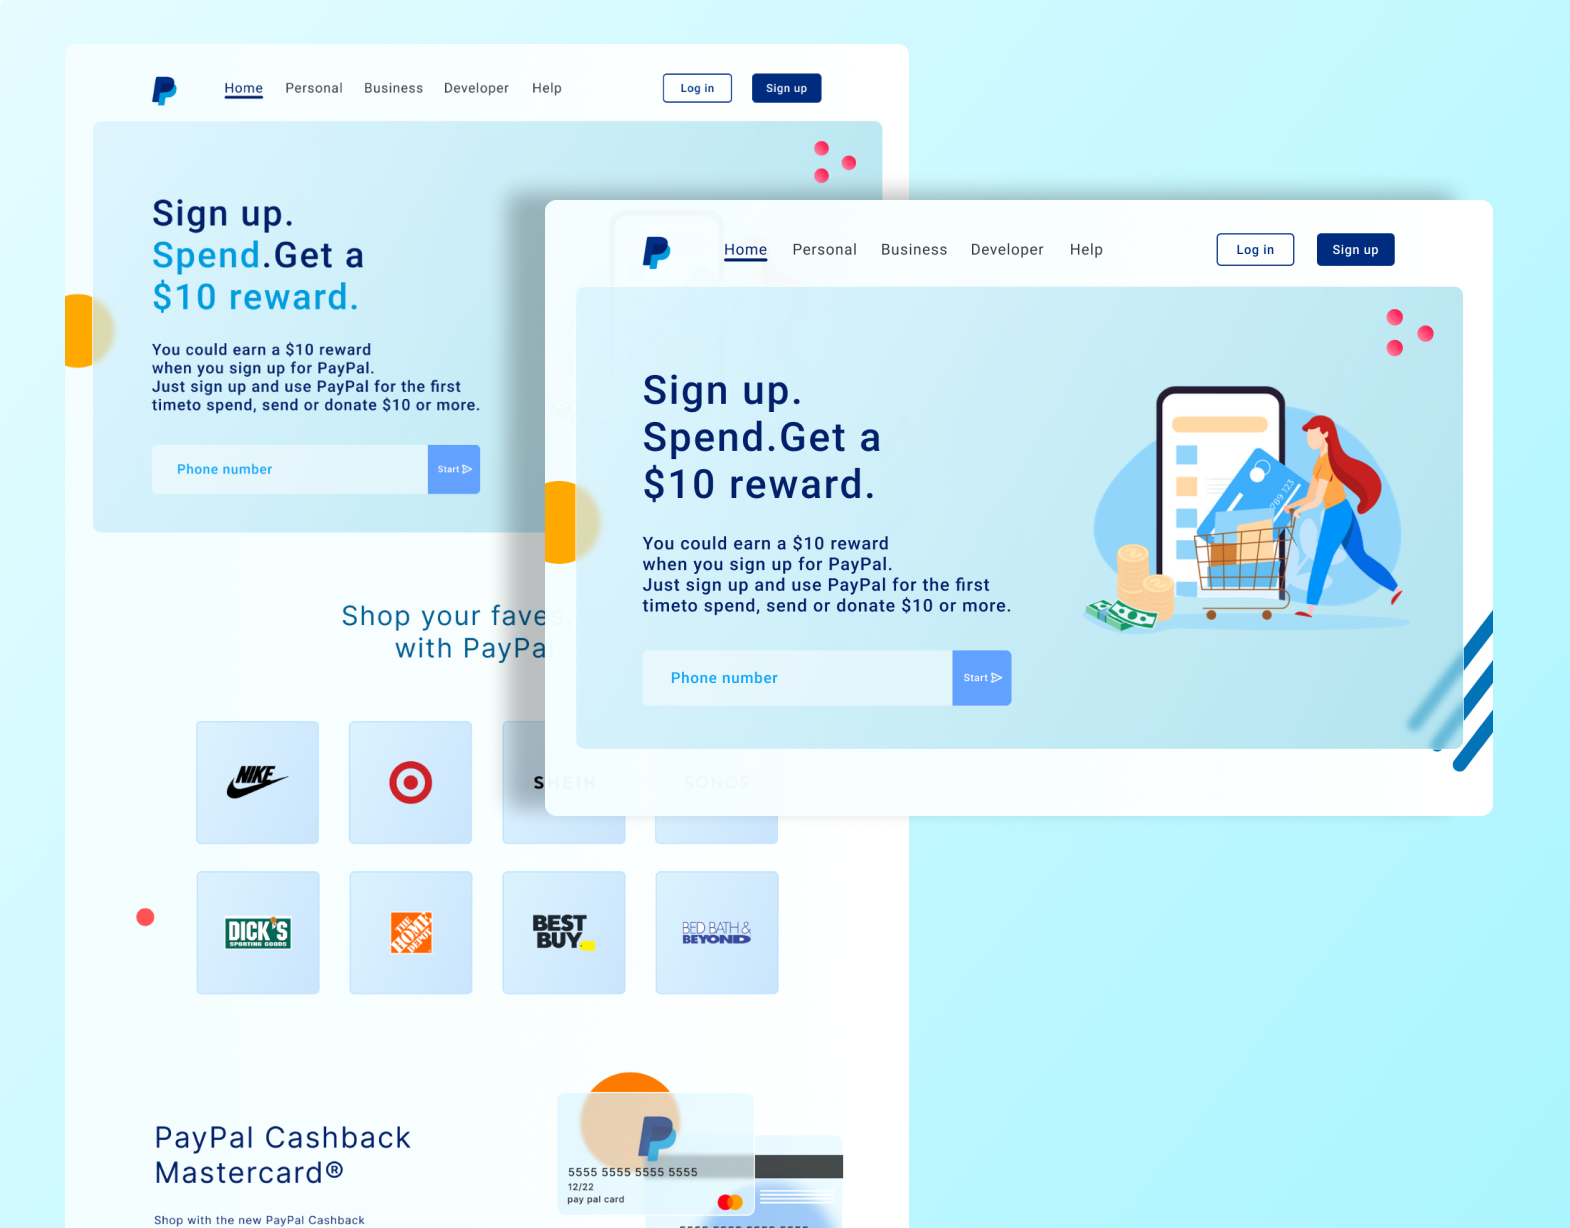 Home Personal Business Developer Help Log in Sign up
Sign up.
Spend.Get a
$10 reward.
You could earn a $10 reward
when you sign up for PayPal.
Just sign up and use PayPal for the first
timeto spend, send or donate $10 or more.
Phone number Start
Home Personal Business Developer Help Log in Sign up
Sign up.
Spend.Get a
$10 reward.
You could earn a $10 reward
when you sign up for PayPal.
Just sign up and use PayPal for the first
timeto spend, send or donate $10 or more.
Phone number Start
789 123
Shop your faves
with PayPal
NIKE
SHEIN
SONOS
DICK'S
SPORTING GOODS
THE
HOME
DEPOT
BEST
BUY
BED BATH &
BEYOND
PayPal Cashback
Mastercard®
Shop with the new PayPal Cashback
5555 5555 5555 5555
12/22
pay pal card